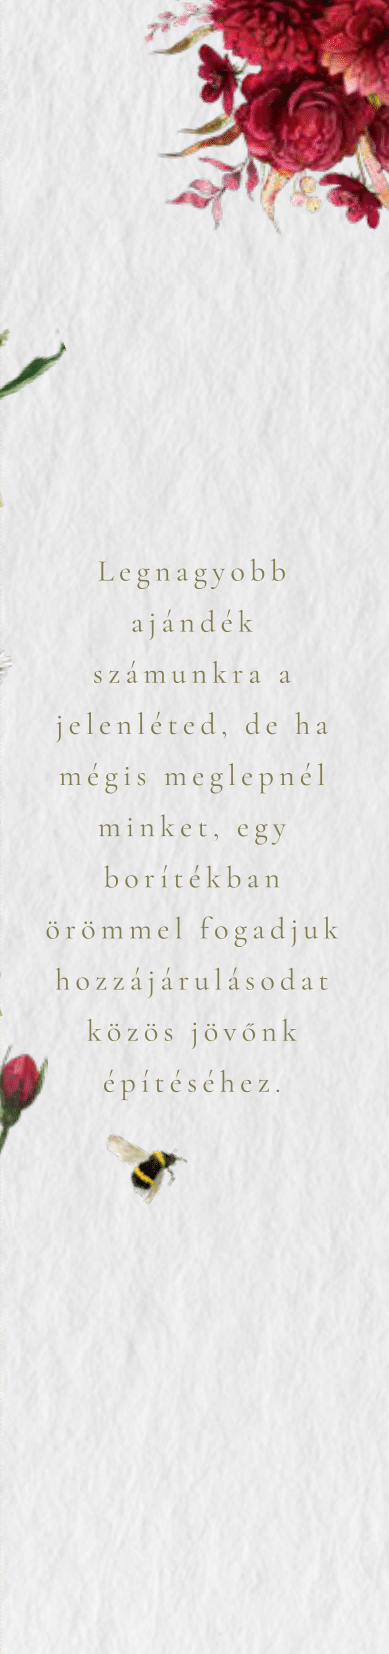 Legnagyobb
ajándék
számunkra a
jelenléted, de ha
mégis meglepnél
minket, egy
borítékban
örömmel fogadjuk
hozzájárulásodat
közös jövőnk
építéséhez.